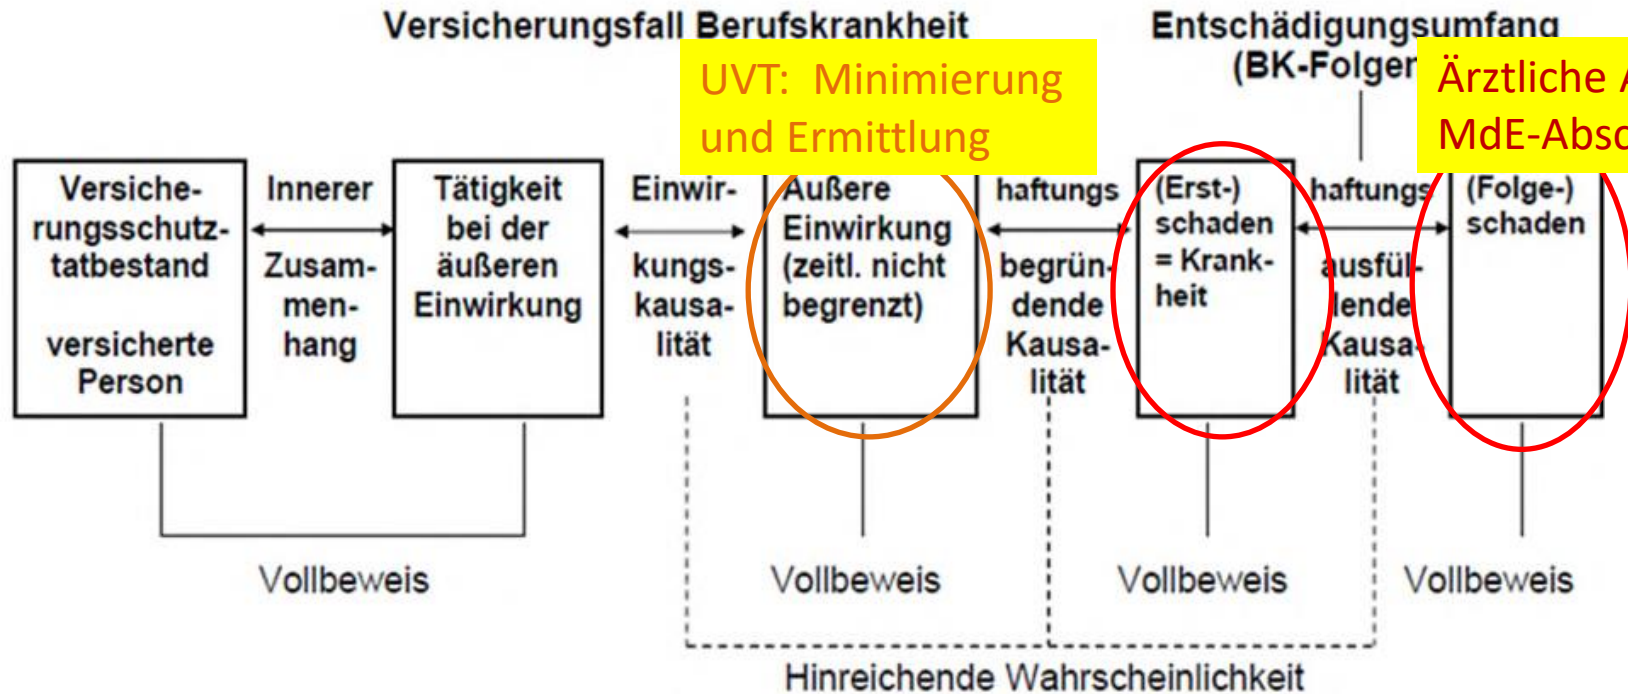 Versicherungsfall Berufskrankheit
Entschädigungsumfang
(BK-Folgen
UVT: Minimierung
und Ermittlung
Ärztliche
MdE-Absc
Versiche-
rungsschutz-
tatbestand
versicherte
Person
Innerer
Zusam-
men-
hang
Tätigkeit
bei der
äußeren
Einwirkung
Einwir-
kungs-
kausa-
lität
Äußere
Einwirkung
(zeitl. nicht
begrenzt)
haftungs
begrün-
dende
Kausa-
lität
(Erst-)
schaden
= Krank-
heit
haftungs
ausfül-
lende
Kausa-
lität
(Folge-)
schaden
Vollbeweis
Vollbeweis
Vollbeweis
Vollbeweis
Hinreichende Wahrscheinlichkeit